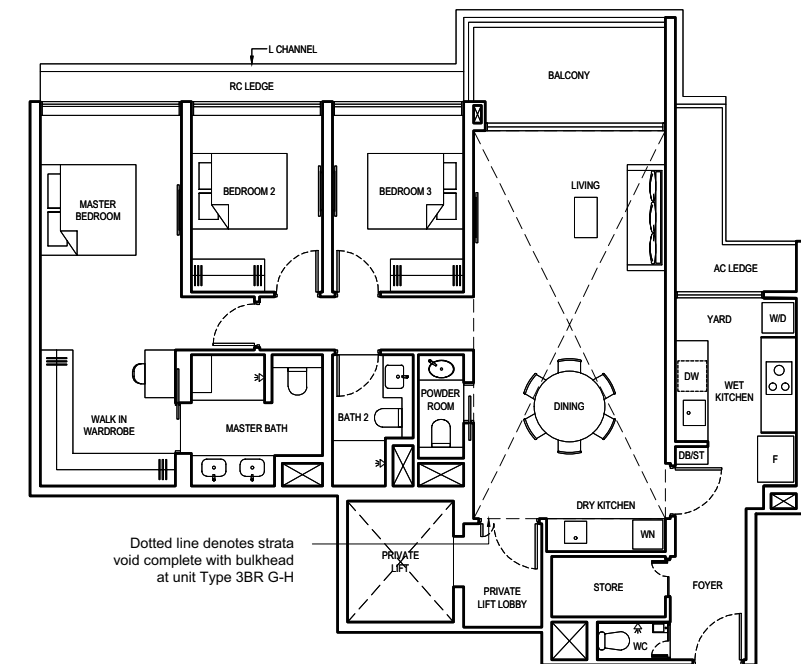 L CHANNEL
RC LEDGE
BALCONY
MASTER
BEDROOM
BEDROOM 2
BEDROOM 3
LIVING
AC LEDGE
YARD
W/D
DW
WET
KITCHEN
WALK IN
WARDROBE
MASTER BATH
BATH 2
POWDER
ROOM
DINING
DB/ST
F
DRY KITCHEN
WN
Dotted line denotes strata
void complete with bulkhead
at unit Type 3BR G-H
PRIVATE
LIFT
PRIVATE
LIFT LOBBY
STORE
FOYER
WC